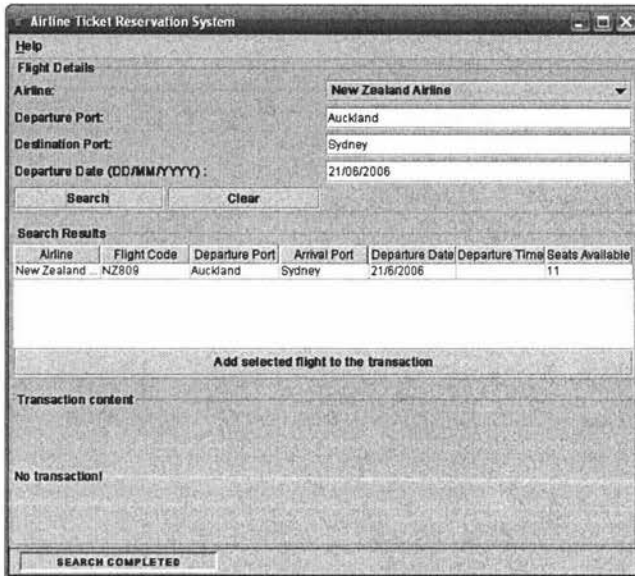 Airline Ticket Reservation System
Help
Flight Details
Airline: New Zealand Airline
Departure Port: Auckland
Destination Port: Sydney
Departure Date (DD/MM/YYYY) : 21/06/2006
Search Clear
Search Results
Airline Flight Code Departure Port Arrival Port Departure Date Departure Time Seats Available
New Zealand ... NZ809 Auckland Sydney 21/6/2006 11
Add selected flight to the transaction
Transaction content
No transaction!
SEARCH COMPLETED